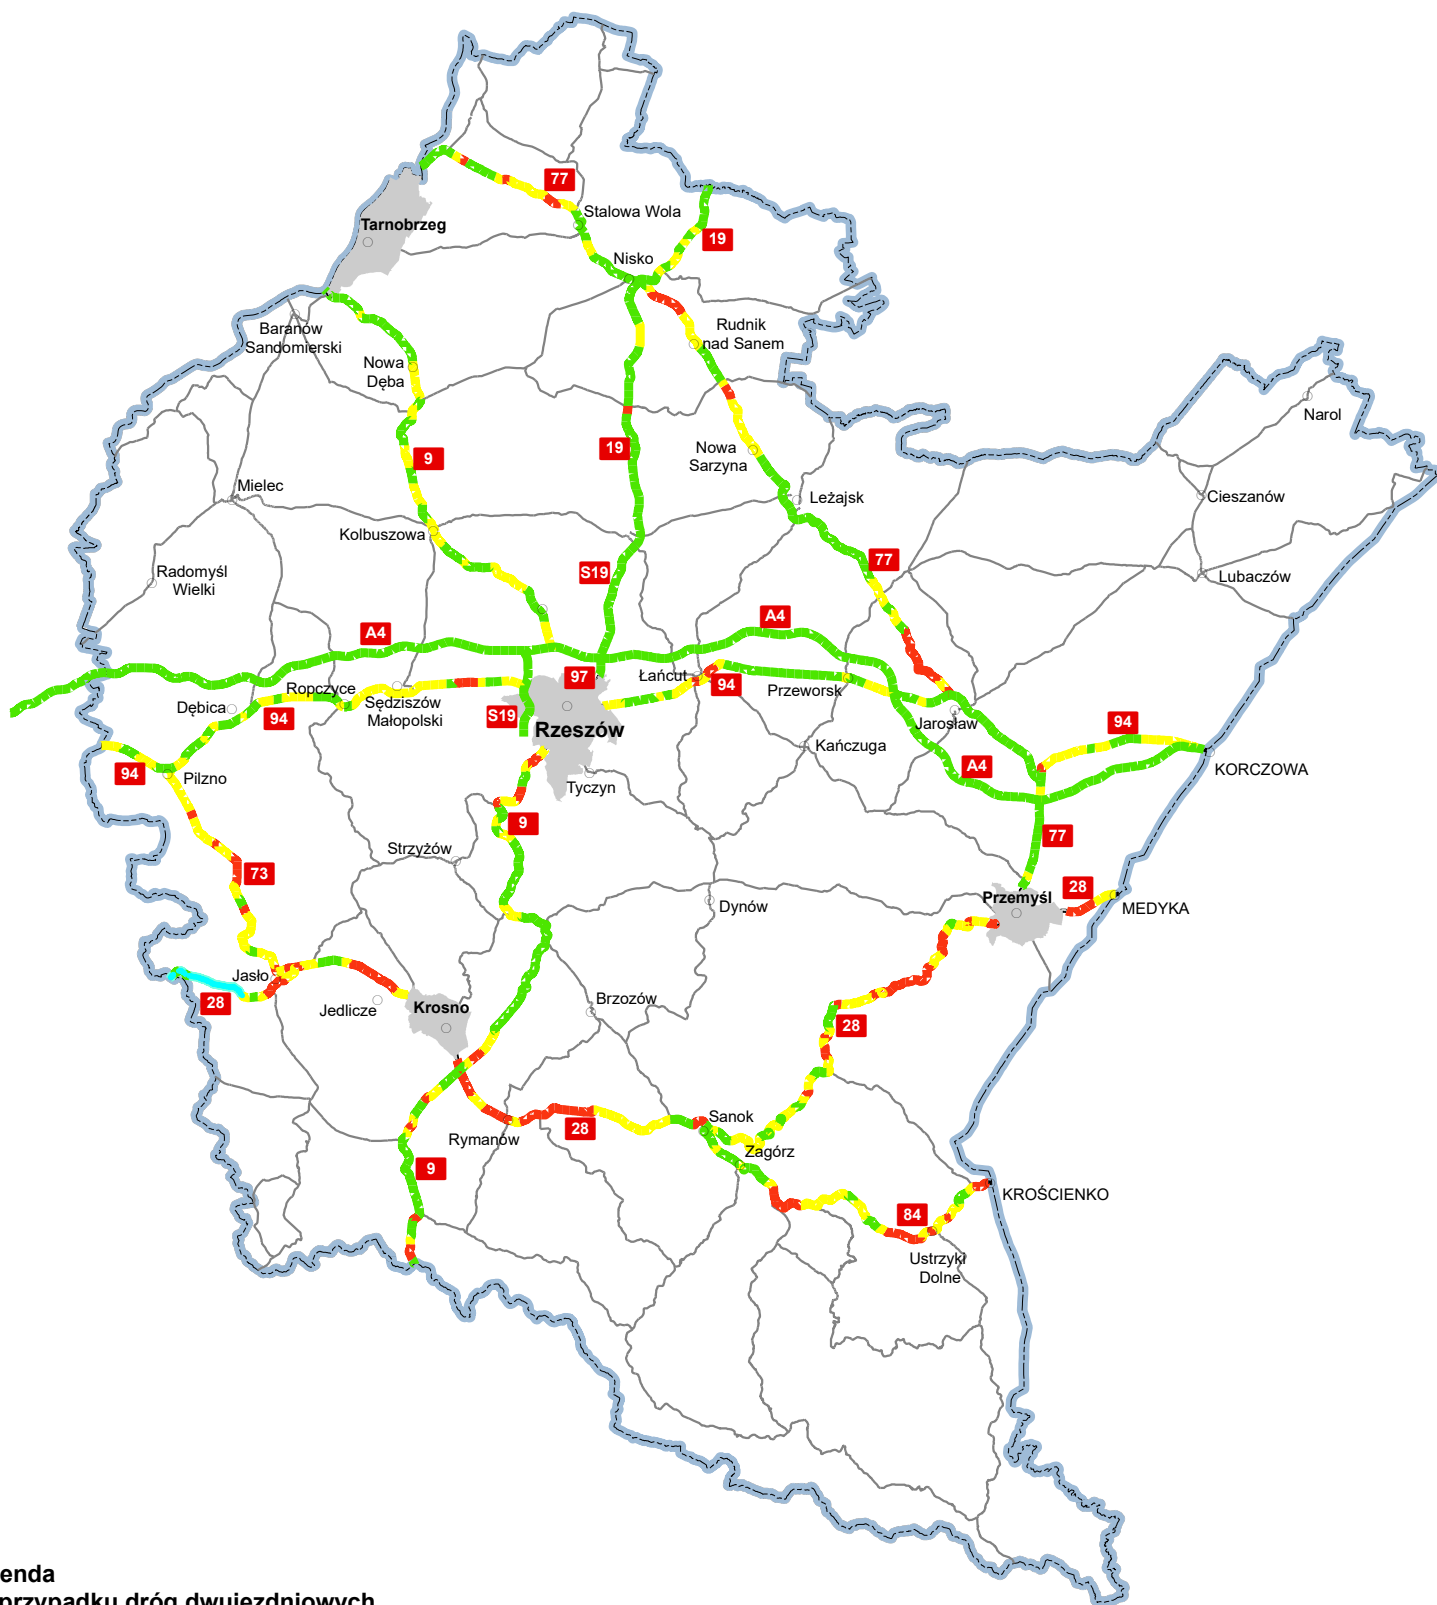 77
Stalowa Wola
Tarnobrzeg
19
Nisko
Baranów
Sandomierski
Rudnik
nad Sanem
Nowa
Dęba
Narol
9
19
Nowa
Sarzyna
Mielec
Leżajsk
Cieszanów
Kolbuszowa
77
Radomyśl
Wielki
S19
Lubaczów
A4
A4
97
Łańcut
94
Przeworsk
Ropczyce
Sędziszów
Małopolski
Dębica
94
S19
Rzeszów
Jarosław
94
Kańczuga
A4
KORCZOWA
94
Pilzno
Tyczyn
9
77
Strzyżów
73
28
Przemyśl
MEDYKA
Dynów
Jasło
28
Jedlicze
Krosno
Brzozów
28
Sanok
28
Rymanów
Zagórz
9
KROŚCIENKO
84
Ustrzyki
Dolne
enda
przypadku dróg dwujezdniowych